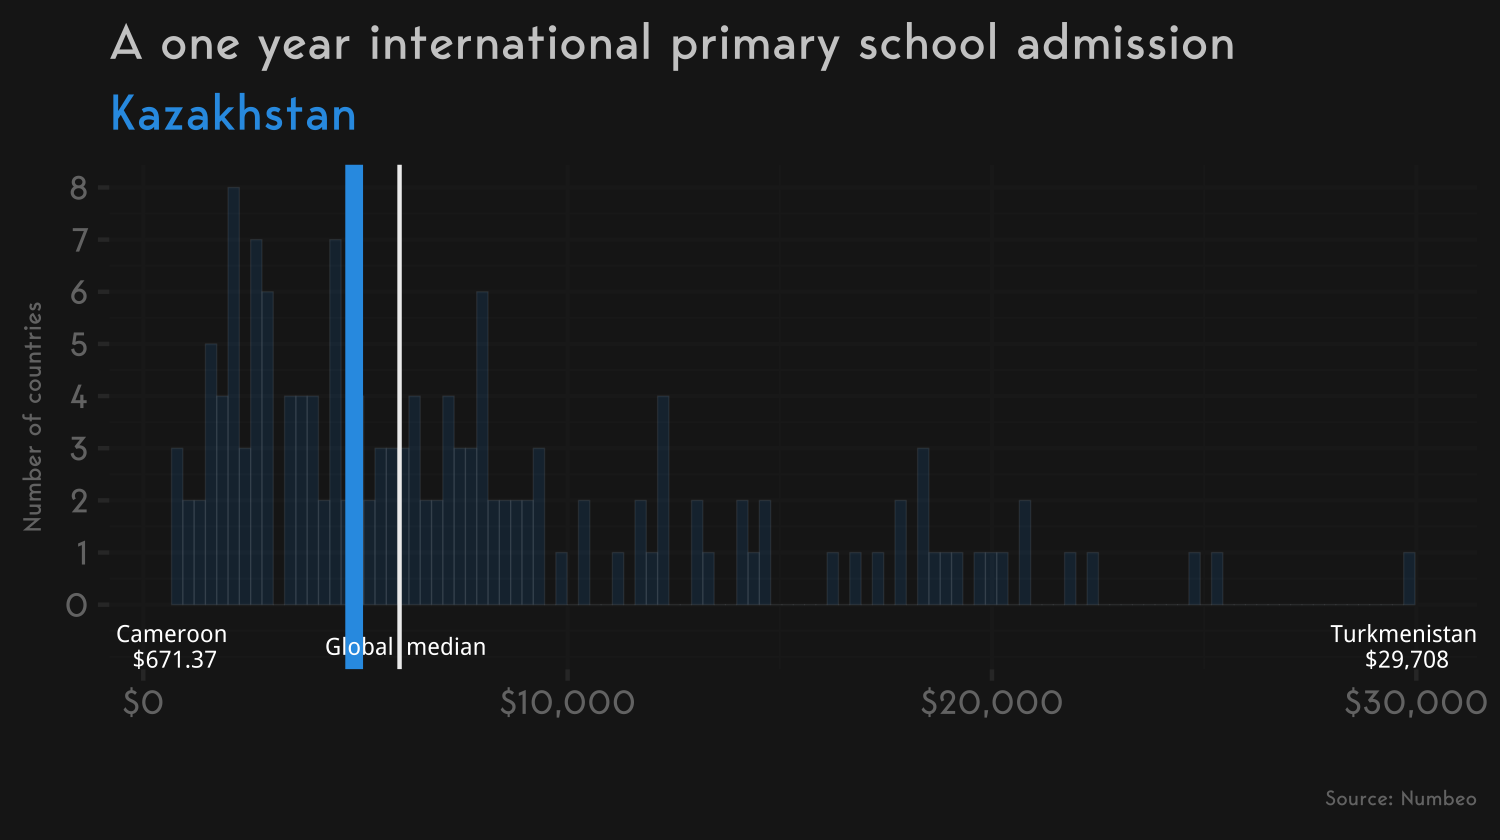 A one year international primary school admission
Kazakhstan
Number of countries
8
7
6
5
4
3
2
1
0
Cameroon
$671.37
Global median
Turkmenistan
$29,708
$0
$10,000
$20,000
$30,000
Source: Numbeo